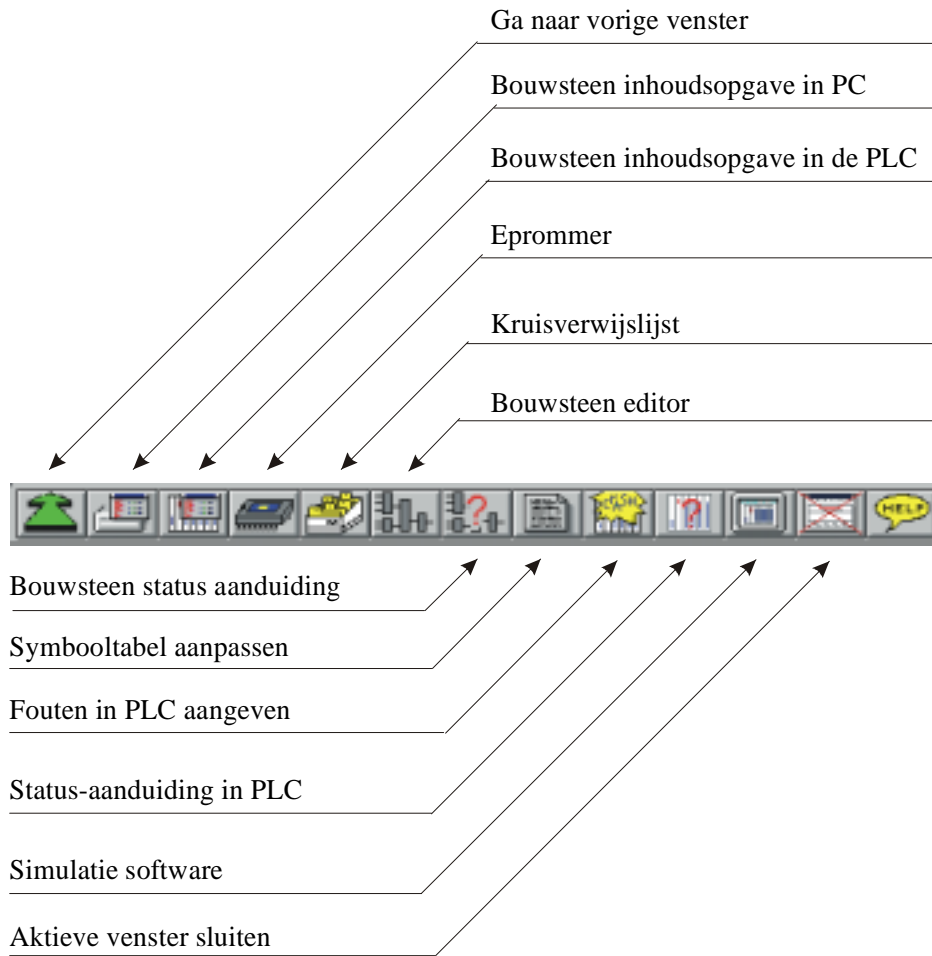 Ga naar vorige venster
Bouwsteen inhoudsopgave in PC
Bouwsteen inhoudsopgave in de PLC
Eprommer
Kruisverwijslijst
Bouwsteen editor
HELP
Bouwsteen status aanduiding
Symbooltabel aanpassen
Fouten in PLC aangeven
Status-aanduiding in PLC
Simulatie software
Aktieve venster sluiten